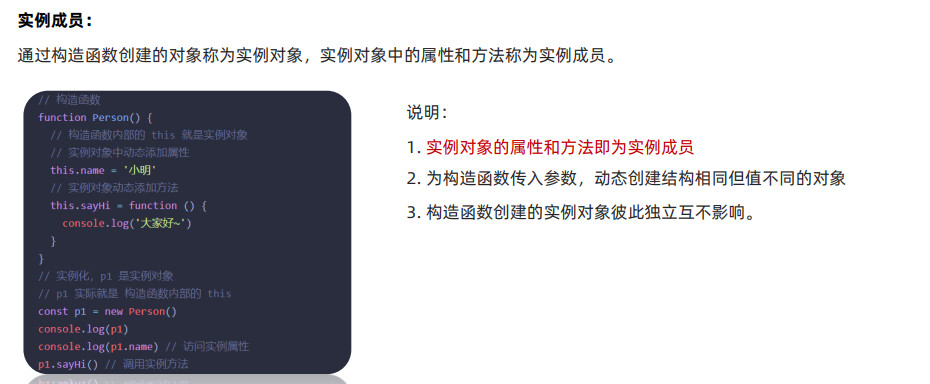 实例成员：
通过构造函数创建的对象称为实例对象，实例对象中的属性和方法称为实例成员。
// 构造函数
function Person() {
// 构造函数内部的 this 就是实例对象
// 实例对象中动态添加属性
this.name = '小明'
// 实例对象动态添加方法
this.sayHi = function () {
console.log('大家好~')
}
}
// 实例化，p1 是实例对象
// p1 实际就是 构造函数内部的 this
const p1 = new Person()
console.log(p1)
console.log(p1.name) // 访问实例属性
p1.sayHi() // 调用实例方法
说明：
1. 实例对象的属性和方法即为实例成员
2. 为构造函数传入参数，动态创建结构相同但值不同的对象
3. 构造函数创建的实例对象彼此独立互不影响。